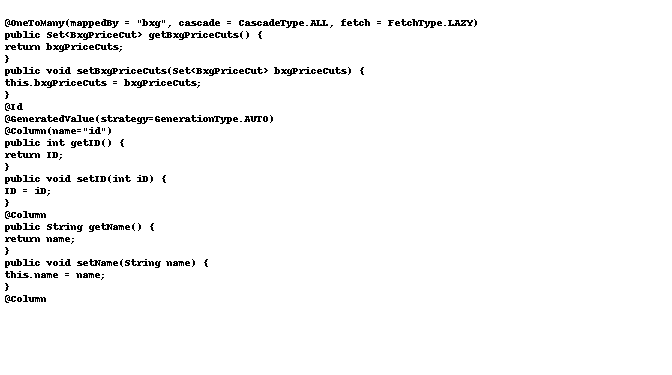 @OneToMany(mappedBy = "bxg", cascade = CascadeType.ALL, fetch = FetchType.LAZY)
public Set<BxgPriceCut> getBxgPriceCuts() {
return bxgPriceCuts;
}
public void setBxgPriceCuts(Set<BxgPriceCut> bxgPriceCuts) {
this.bxgPriceCuts = bxgPriceCuts;
}
@Id
@GeneratedValue(strategy=GenerationType.AUTO)
@Column(name="id")
public int getID() {
return ID;
}
public void setID(int iD) {
ID = iD;
}
@Column
public String getName() {
return name;
}
public void setName(String name) {
this.name = name;
}
@Column